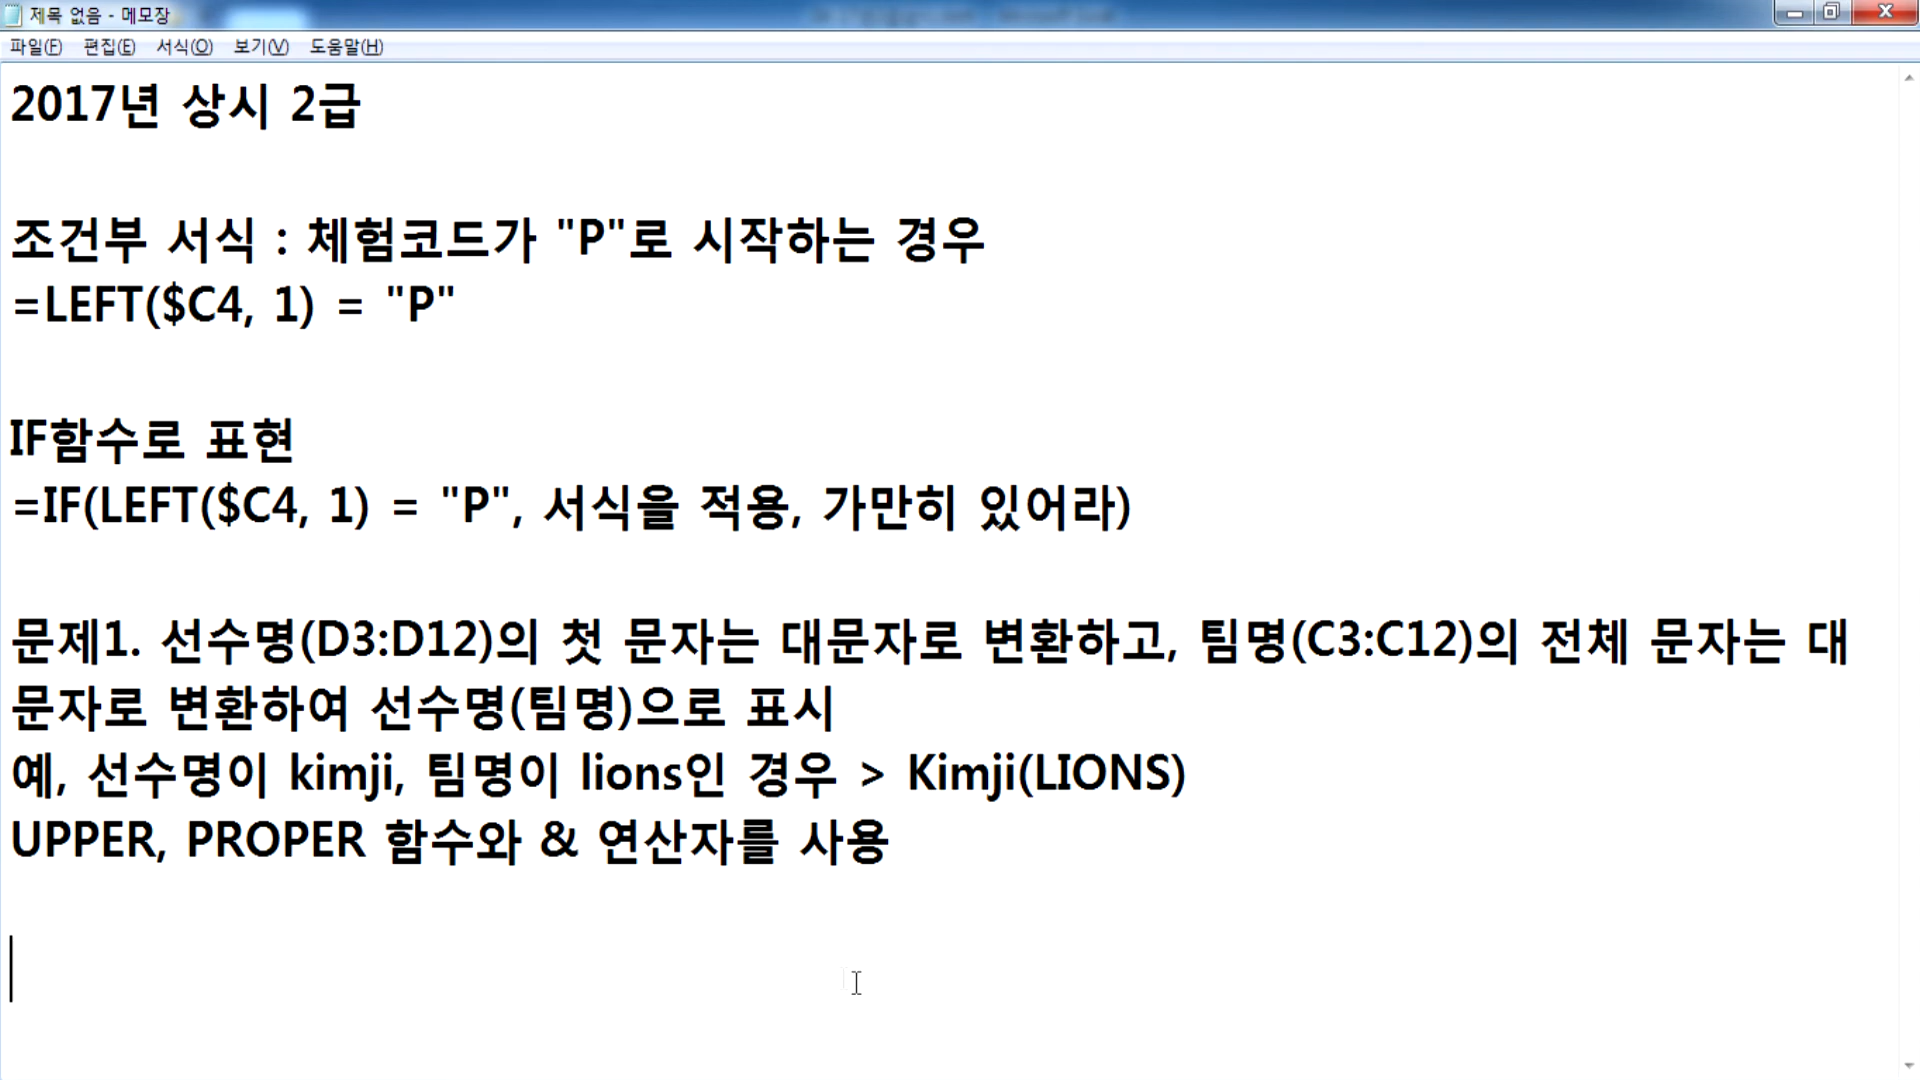 제목 없음 - 메모장
파일(F) 편집(E) 서식(O) 보기(V) 도움말(H)
2017년 상시 2급
조건부 서식 : 체험코드가 "P"로 시작하는 경우
=LEFT($C4, 1) = "P"
IF함수로 표현
=IF(LEFT($C4, 1) = "P", 서식을 적용, 가만히 있어라)
문제1. 선수명(D3:D12)의 첫 문자는 대문자로 변환하고, 팀명(C3:C12)의 전체 문자는 대
문자로 변환하여 선수명(팀명)으로 표시
예, 선수명이 kimji, 팀명이 lions인 경우 > Kimji(LIONS)
UPPER, PROPER 함수와 & 연산자를 사용